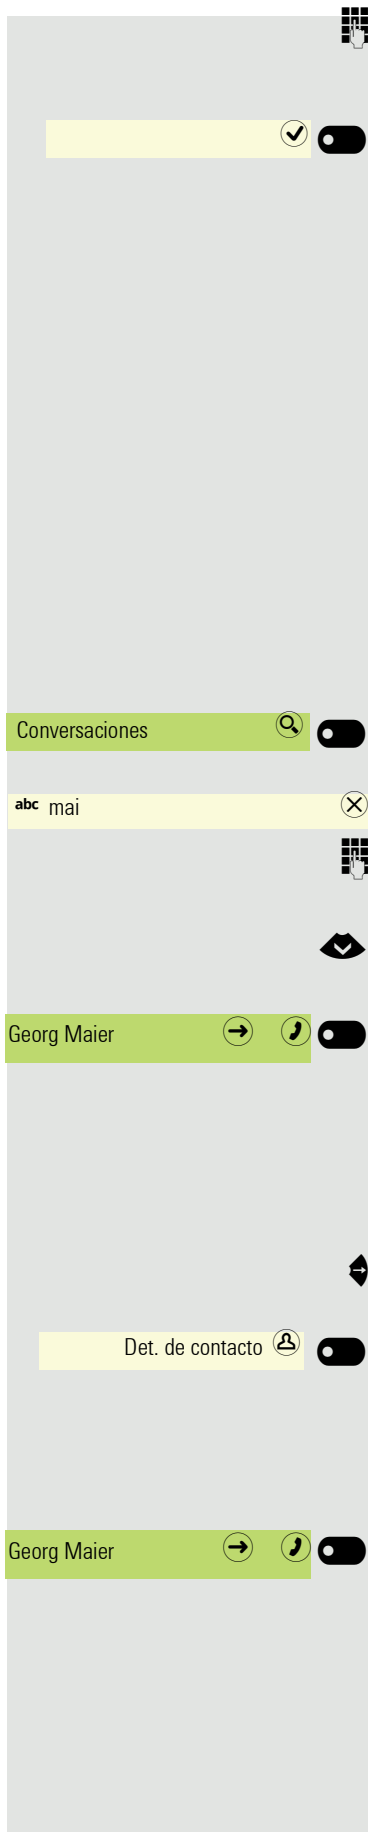 Conversaciones
abc mai
Georg Maier
Det. de contacto
Georg Maier